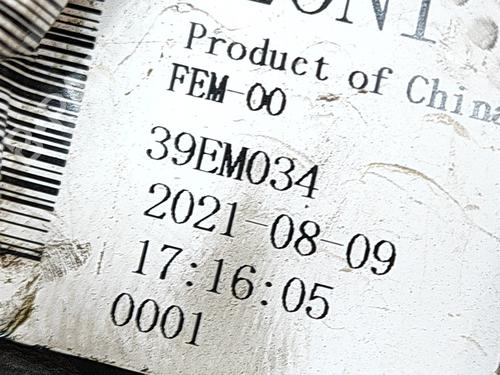 Product of China
FEM-00
39EM034
2021-08-09
17:16:05
0001